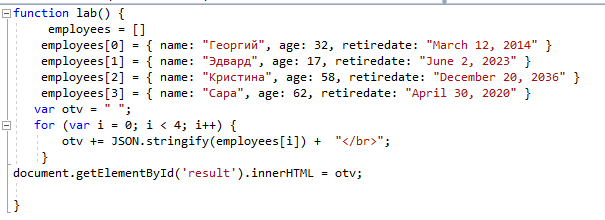 function lab() {
employees = []
employees[0] = { name: "Георгий", age: 32, retiredate: "March 12, 2014" }
employees[1] = { name: "Эдвард", age: 17, retiredate: "June 2, 2023" }
employees[2] = { name: "Кристина", age: 58, retiredate: "December 20, 2036" }
employees[3] = { name: "Сара", age: 62, retiredate: "April 30, 2020" }
var otv = " ";
for (var i = 0; i < 4; i++) {
otv += JSON.stringify(employees[i]) + "</br>";
}
document.getElementById('result').innerHTML = otv;
}